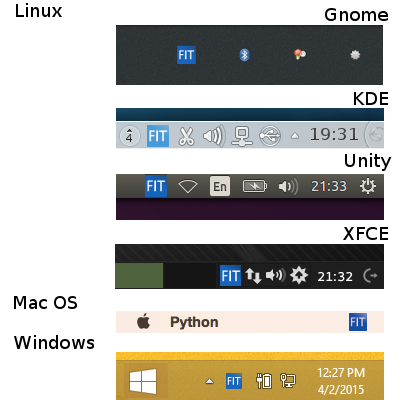 Linux
Gnome
FIT
KDE
4 FIT 19:31
Unity
FIT En 21:33
XFCE
FIT 21:32
Mac OS
Python FIT
Windows
FIT 12:27 PM
4/2/2015